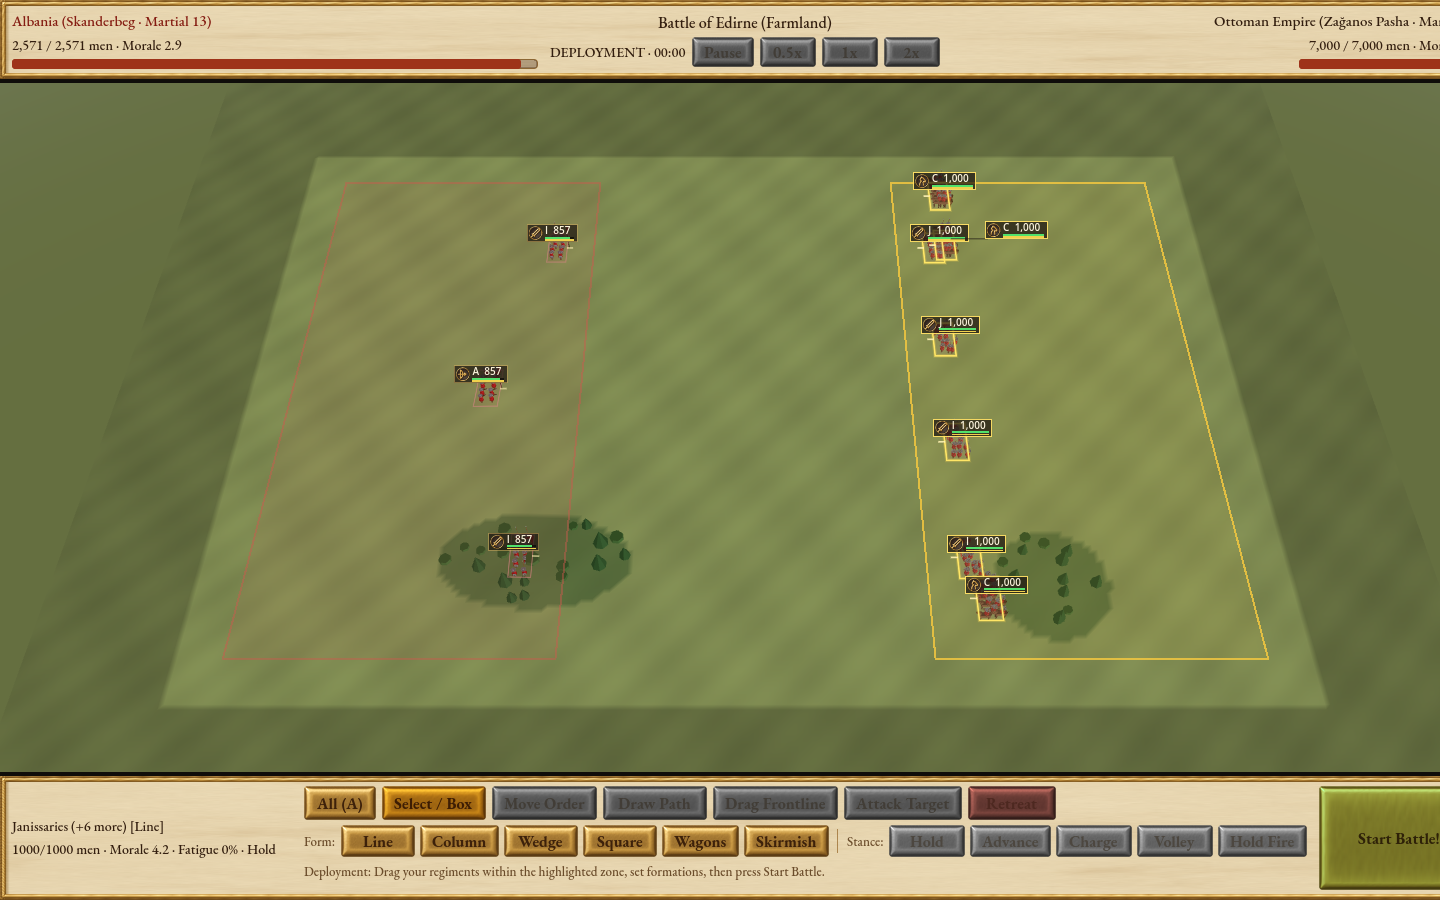 Albania (Skanderbeg · Martial 13)
2,571 / 2,571 men · Morale 2.9
Battle of Edirne (Farmland)
DEPLOYMENT · 00:00
Pause
0.5x
1x
2x
Ottoman Empire (Zağanos Pasha ·
7,000 / 7,000 men ·
C 1,000
I 857
J 1,000
C 1,000
J 1,000
A 857
I 1,000
I 857
I 1,000
C 1,000
Janissaries (+6 more) [Line]
1000/1000 men · Morale 4.2 · Fatigue 0% · Hold
All (A)
Select / Box
Move Order
Draw Path
Drag Frontline
Attack Target
Retreat
Form:
Line
Column
Wedge
Square
Wagons
Skirmish
Stance:
Hold
Advance
Charge
Volley
Hold Fire
Deployment: Drag your regiments within the highlighted zone, set formations, then press Start Battle.
Start Battle!